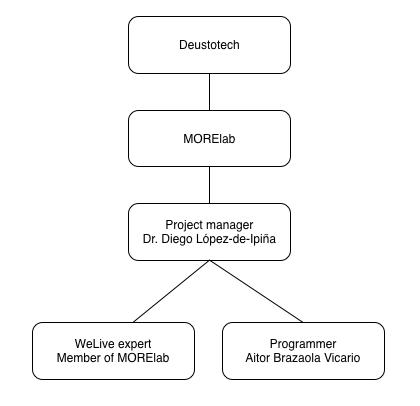 Deustotech
MORElab
Project manager
Dr. Diego López-de-Ipiña
WeLive expert
Member of MORElab
Programmer
Aitor Brazaola Vicario